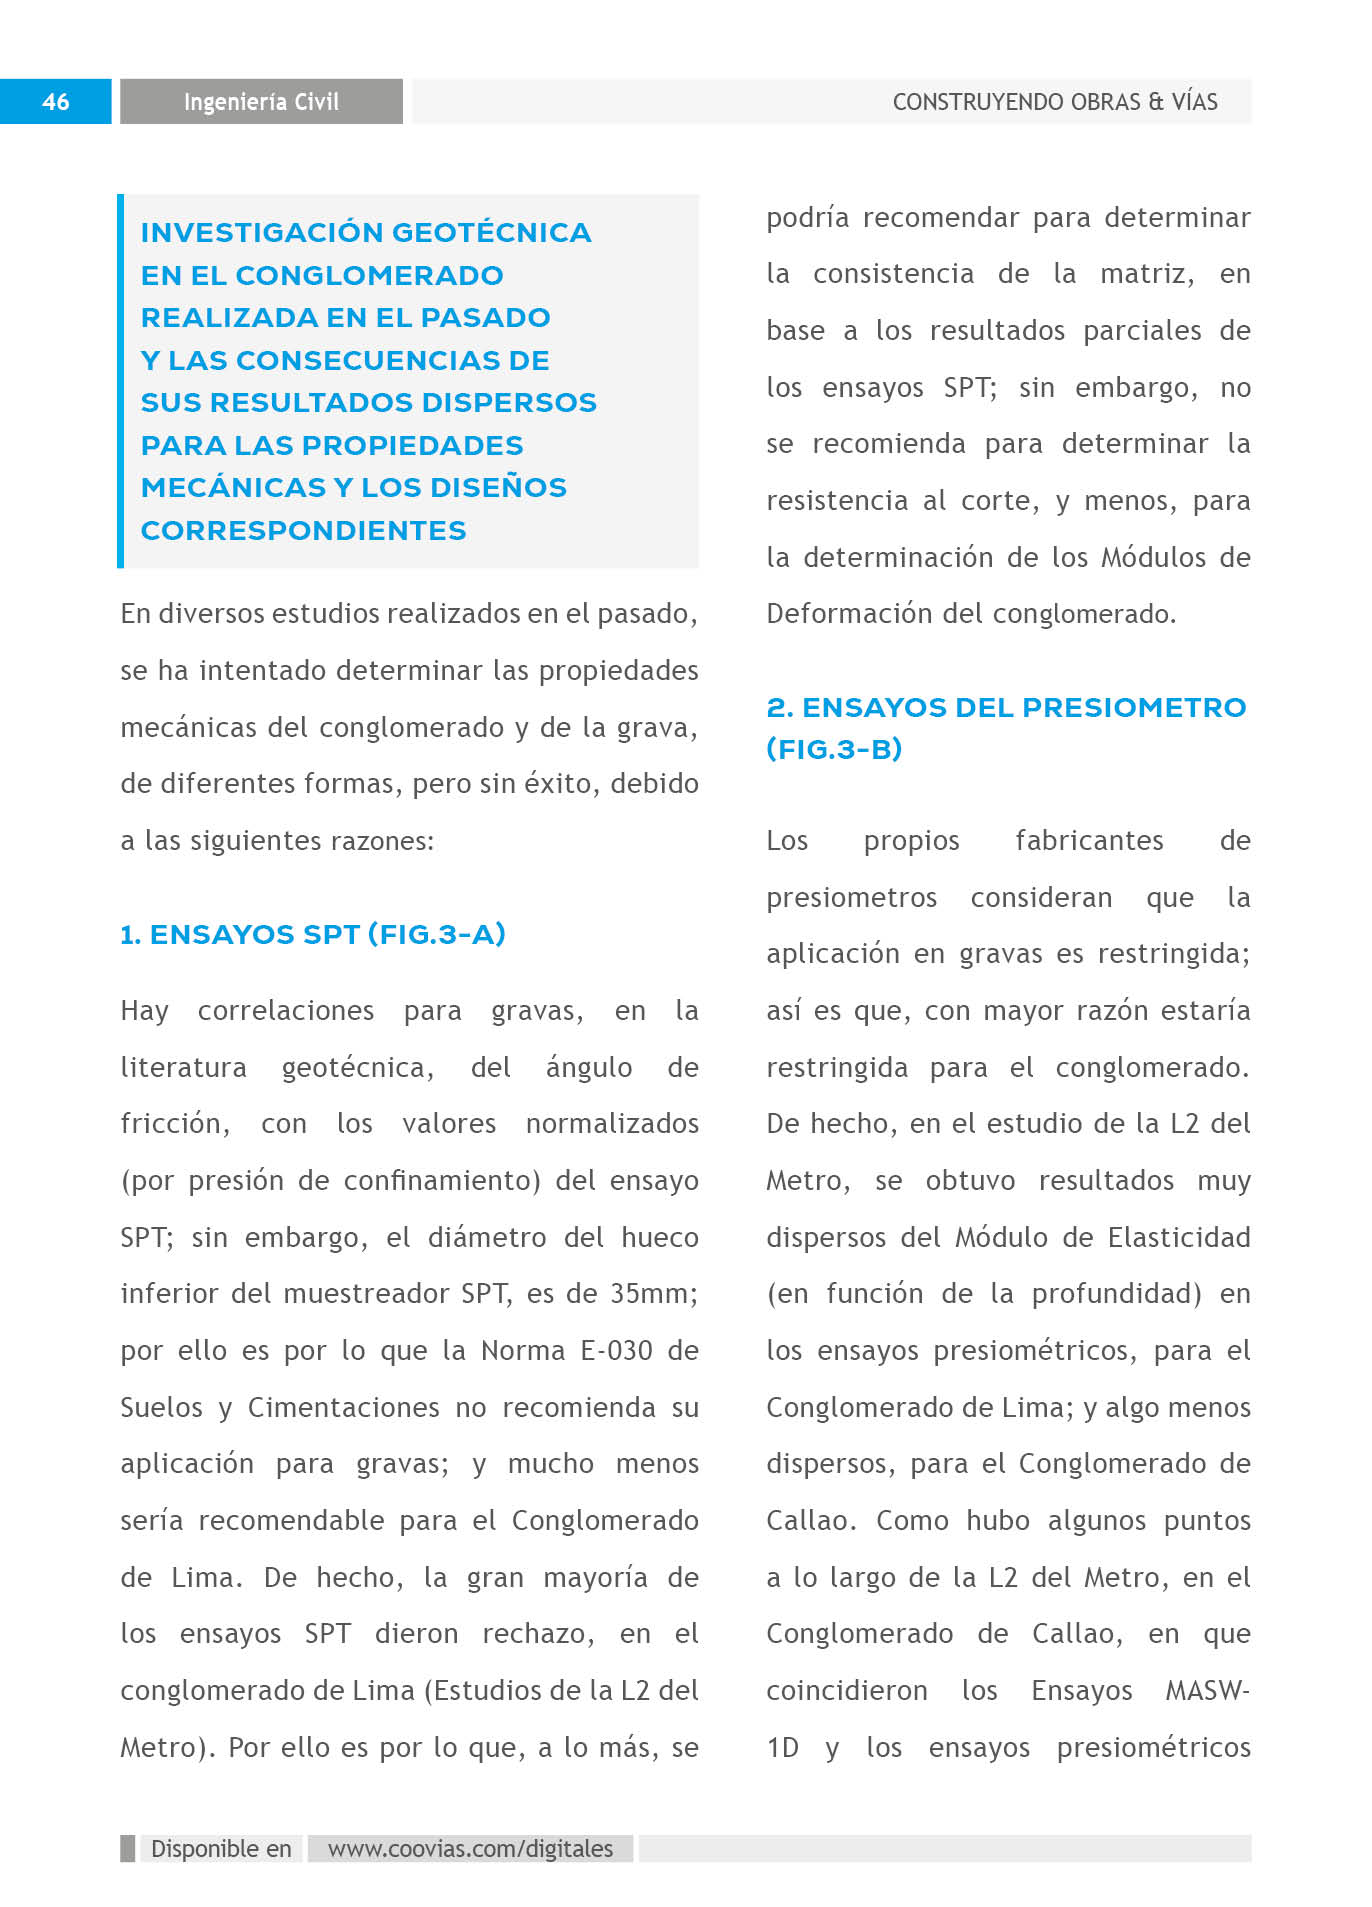 46
Ingeniería Civil
CONSTRUYENDO OBRAS & VÍAS
INVESTIGACIÓN GEOTÉCNICA
EN EL CONGLOMERADO
REALIZADA EN EL PASADO
Y LAS CONSECUENCIAS DE
SUS RESULTADOS DISPERSOS
PARA LAS PROPIEDADES
MECÁNICAS Y LOS DISEÑOS
CORRESPONDIENTES
En diversos estudios realizados en el pasado,
se ha intentado determinar las propiedades
mecánicas del conglomerado y de la grava,
de diferentes formas, pero sin éxito, debido
a las siguientes razones:
1. ENSAYOS SPT (FIG.3-A)
Hay correlaciones para gravas, en la
literatura geotécnica, del ángulo de
fricción, con los valores normalizados
(por presión de confinamiento) del ensayo
SPT; sin embargo, el diámetro del hueco
inferior del muestreador SPT, es de 35mm;
por ello es por lo que la Norma E-030 de
Suelos y Cimentaciones no recomienda su
aplicación para gravas; y mucho menos
sería recomendable para el Conglomerado
de Lima. De hecho, la gran mayoría de
los ensayos SPT dieron rechazo, en el
conglomerado de Lima (Estudios de la L2 del
Metro). Por ello es por lo que, a lo más, se
podría recomendar para determinar
la consistencia de la matriz, en
base a los resultados parciales de
los ensayos SPT; sin embargo, no
se recomienda para determinar la
resistencia al corte, y menos, para
la determinación de los Módulos de
Deformación del conglomerado.
2. ENSAYOS DEL PRESIOMETRO
(FIG.3-B)
Los propios fabricantes de
presiometros consideran que la
aplicación en gravas es restringida;
así es que, con mayor razón estaría
restringida para el conglomerado.
De hecho, en el estudio de la L2 del
Metro, se obtuvo resultados muy
dispersos del Módulo de Elasticidad
(en función de la profundidad) en
los ensayos presiométricos, para el
Conglomerado de Lima; y algo menos
dispersos, para el Conglomerado de
Callao. Como hubo algunos puntos
a lo largo de la L2 del Metro, en el
Conglomerado de Callao, en que
coincidieron los Ensayos MASW-
1D y los ensayos presiométricos
Disponible en
www.coovias.com/digitales